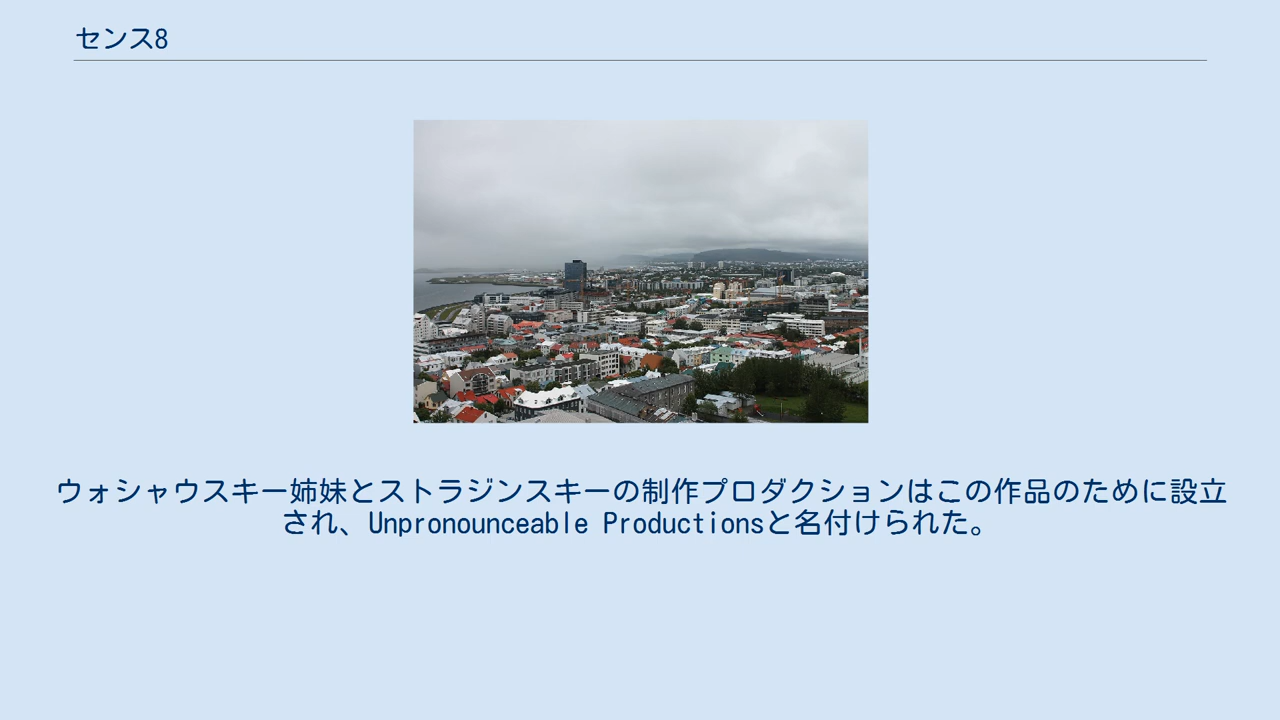 センス8
ウォシャウスキー姉妹とストラジンスキーの制作プロダクションはこの作品のために設立
され、Unpronounceable Productionsと名付けられた。